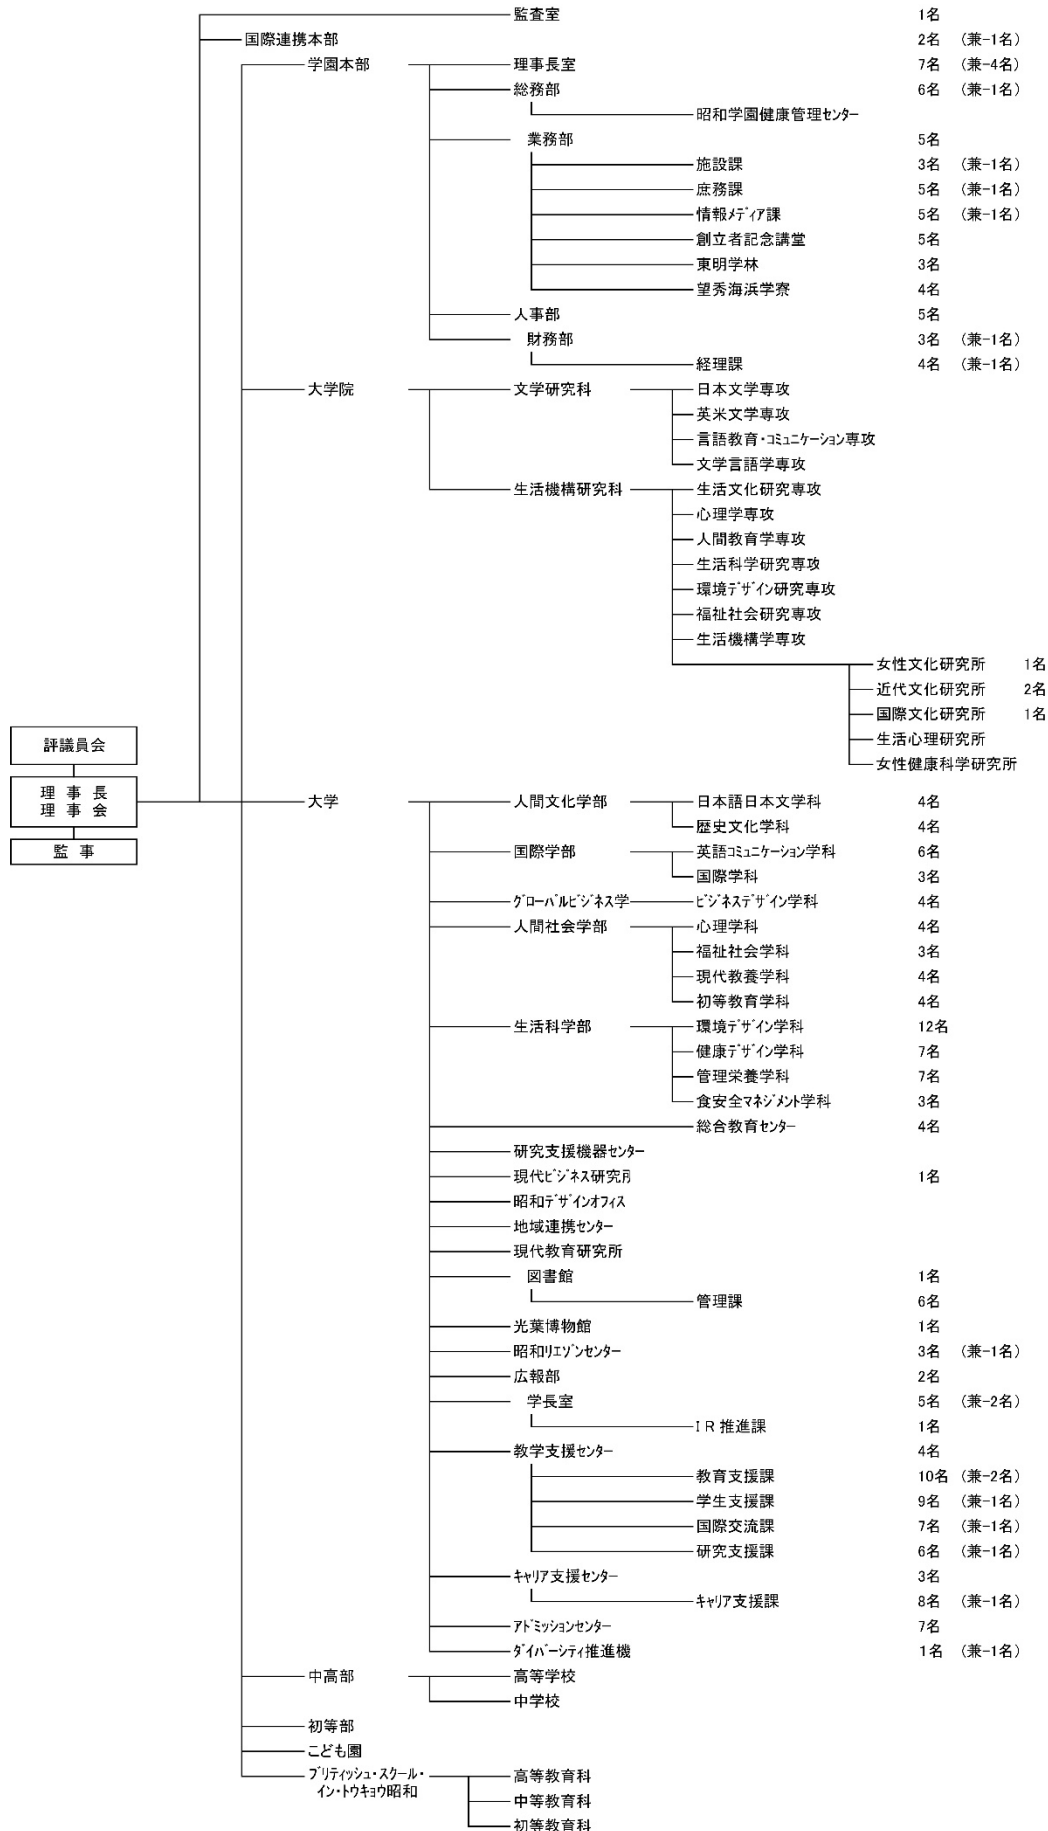 監査室 1名
国際連携本部 2名 (兼-1名)
学園本部 理事長室 7名 (兼-4名)
総務部 6名 (兼-1名)
昭和学園健康管理センター
業務部 5名
施設課 3名 (兼-1名)
庶務課 5名 (兼-1名)
情報メディア課 5名 (兼-1名)
創立者記念講堂 5名
東明学林 3名
望秀海浜学寮 4名
人事部 5名
財務部 3名 (兼-1名)
経理課 4名 (兼-1名)
大学院 文学研究科 日本文学専攻
英米文学専攻
言語教育・コミュニケーション専攻
文学言語学専攻
生活機構研究科 生活文化研究専攻
心理学専攻
人間教育学専攻
生活科学研究専攻
環境デザイン研究専攻
福祉社会研究専攻
生活機構学専攻
女性文化研究所 1名
近代文化研究所 2名
国際文化研究所 1名
生活心理研究所
女性健康科学研究所
評議員会
理事長
理事会
監事
大学 人間文化学部 日本語日本文学科 4名
歴史文化学科 4名
国際学部 英語コミュニケーション学科 6名
国際学科 3名
グローバルビジネス学 ビジネスデザイン学科 4名
人間社会学部 心理学科 4名
福祉社会学科 3名
現代教養学科 4名
初等教育学科 4名
生活科学部 環境デザイン学科 12名
健康デザイン学科 7名
管理栄養学科 7名
食安全マネジメント学科 3名
総合教育センター 4名
研究支援機器センター
現代ビジネス研究所 1名
昭和デザインオフィス
地域連携センター
現代教育研究所
図書館 1名
管理課 6名
光葉博物館 1名
昭和リエゾンセンター 3名 (兼-1名)
広報部 2名
学長室 5名 (兼-2名)
IR推進課 1名
教学支援センター 4名
教育支援課 10名 (兼-2名)
学生支援課 9名 (兼-1名)
国際交流課 7名 (兼-1名)
研究支援課 6名 (兼-1名)
キャリア支援センター 3名
キャリア支援課 8名 (兼-1名)
アドミッションセンター 7名
ダイバーシティ推進機 1名 (兼-1名)
中高部 高等学校
中学校
初等部
こども園
ブリティッシュ・スクール・ 高等教育科
イン・トウキョウ昭和
中等教育科
初等教育科